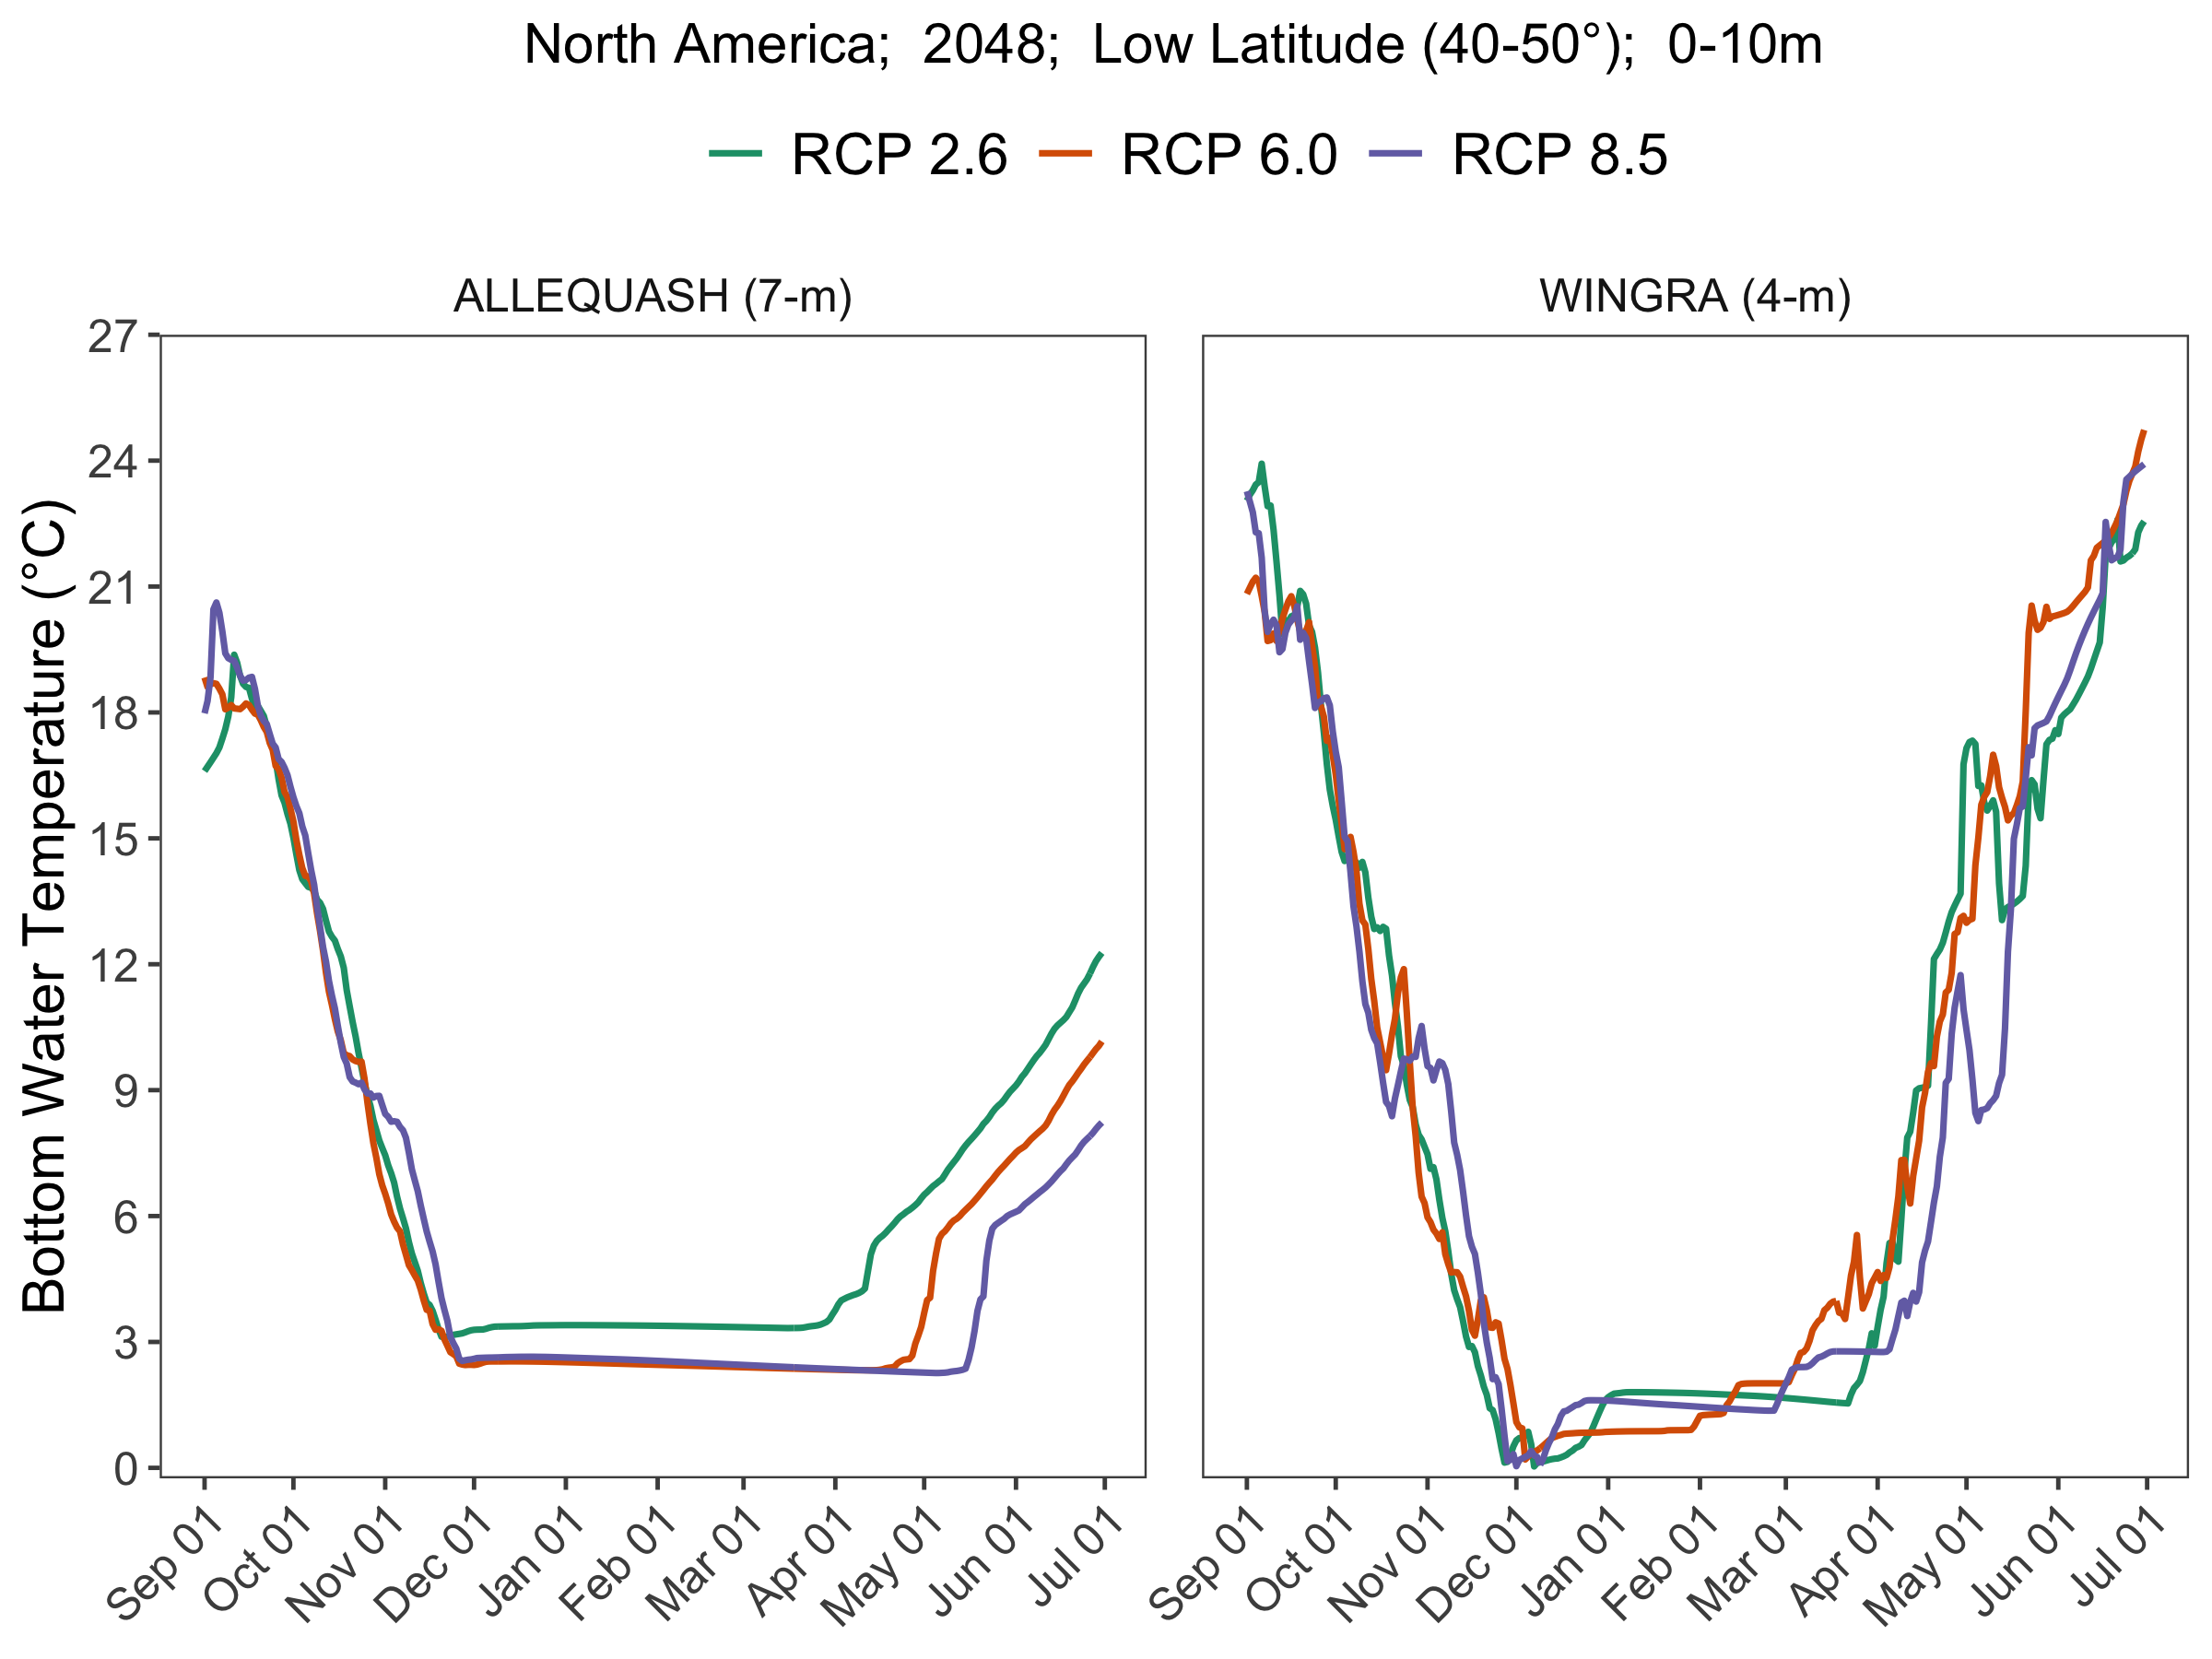 North America;  2048;  Low Latitude (40-50°);  0-10m
RCP 2.6 RCP 6.0 RCP 8.5
ALLEQUASH (7-m) WINGRA (4-m)
Bottom Water Temperature (°C)
27
24
21
18
15
12
9
6
3
0
Sep 01 Oct 01 Nov 01 Dec 01 Jan 01 Feb 01 Mar 01 Apr 01 May 01 Jun 01 Jul 01 Sep 01 Oct 01 Nov 01 Dec 01 Jan 01 Feb 01 Mar 01 Apr 01 May 01 Jun 01 Jul 01